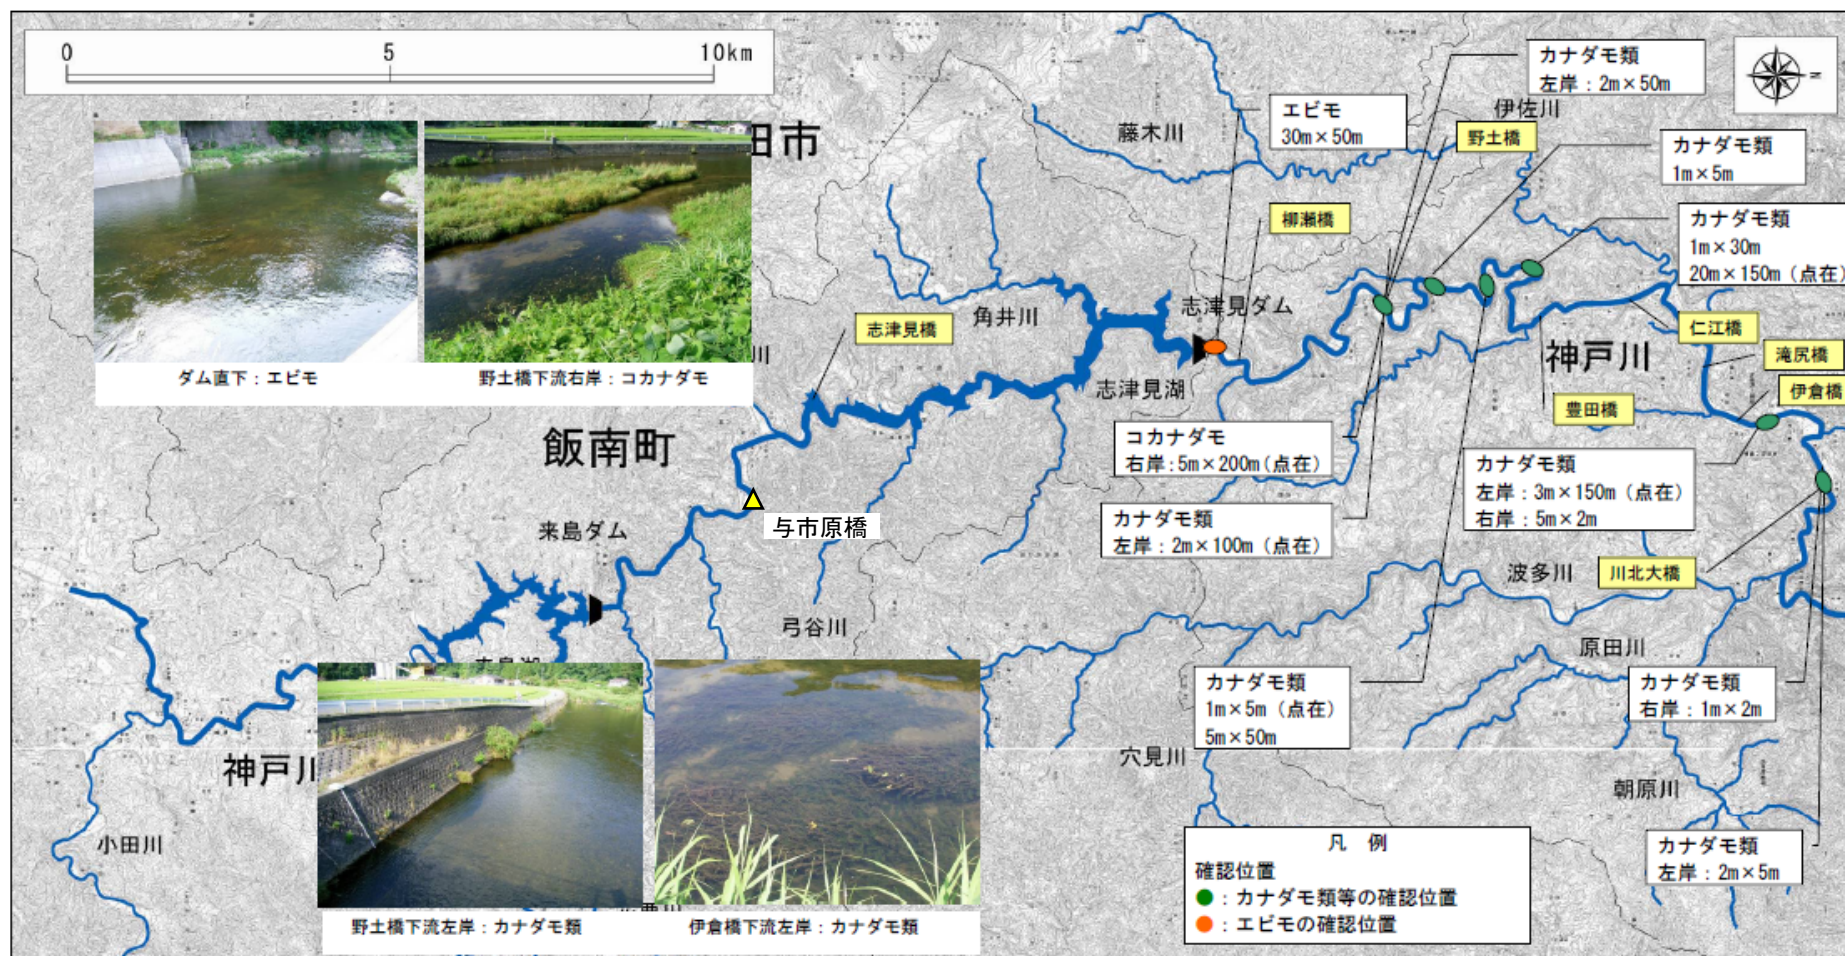 0 5 10km
カナダモ類
左岸：2m×50m
N
エビモ
30m×50m
伊佐川
野土橋
藤木川
田市
カナダモ類
1m×5m
カナダモ類
1m×30m
20m×150m（点在）
柳瀬橋
志津見ダム
角井川
志津見橋
川
仁江橋
神戸川
滝尻橋
伊倉橋
豊田橋
志津見湖
ダム直下：エビモ
野土橋下流右岸：コカナダモ
飯南町
コカナダモ
右岸：5m×200m（点在）
カナダモ類
左岸：3m×150m（点在）
右岸：5m×2m
カナダモ類
左岸：2m×100m（点在）
与市原橋
来島ダム
波多川
川北大橋
弓谷川
原田川
来島湖
カナダモ類
1m×5m（点在）
5m×50m
カナダモ類
右岸：1m×2m
穴見川
神戸川
朝原川
小田川
カナダモ類
左岸：2m×5m
凡 例
確認位置
：カナダモ類等の確認位置
：エビモの確認位置
野土橋下流左岸：カナダモ類
伊倉橋下流左岸：カナダモ類